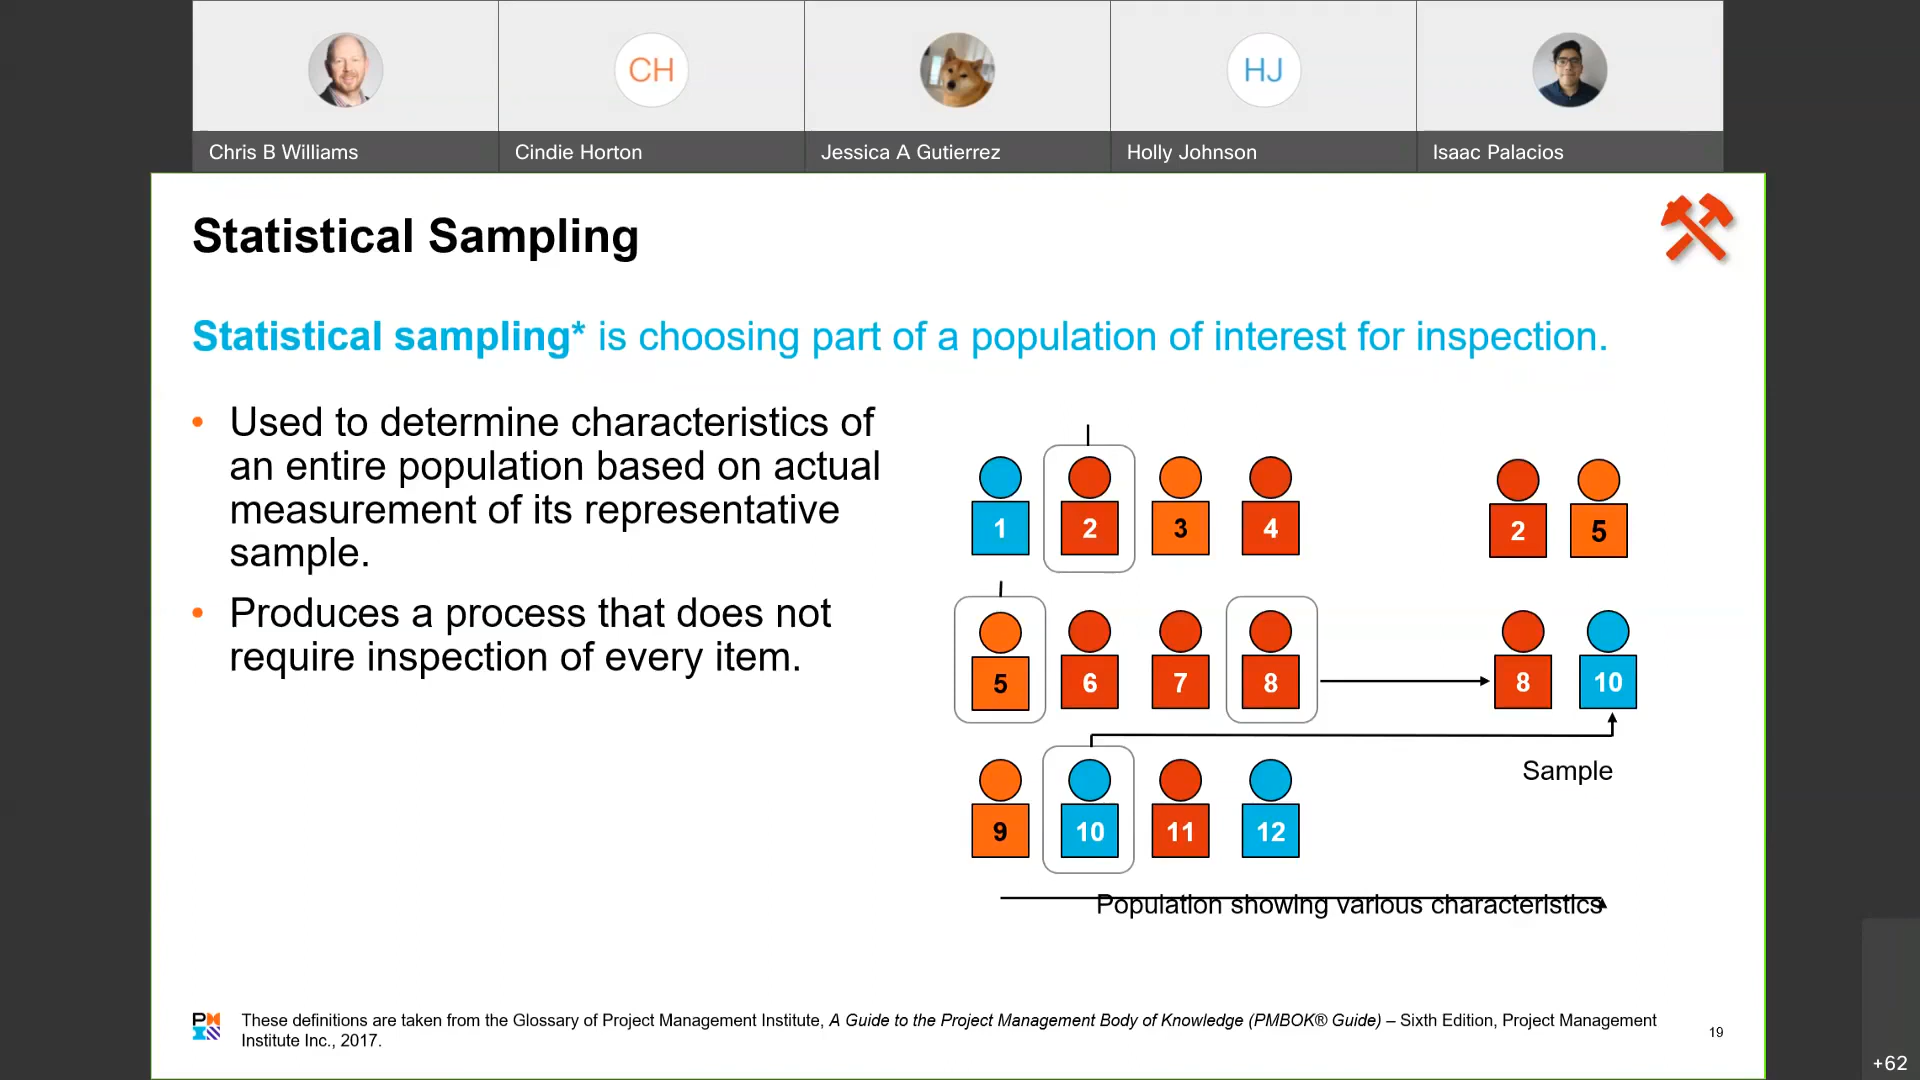 CH
HJ
Chris B Williams
Cindie Horton
Jessica A Gutierrez
Holly Johnson
Isaac Palacios
Statistical Sampling
Statistical sampling* is choosing part of a population of interest for inspection.
• Used to determine characteristics of
an entire population based on actual
measurement of its representative
sample.
• Produces a process that does not
require inspection of every item.
1 2 3 4
2 5
5 6 7 8
8 10
Sample
9 10 11 12
Population showing various characteristics
These definitions are taken from the Glossary of Project Management Institute, A Guide to the Project Management Body of Knowledge (PMBOK® Guide) – Sixth Edition, Project Management
Institute Inc., 2017.
19
+62